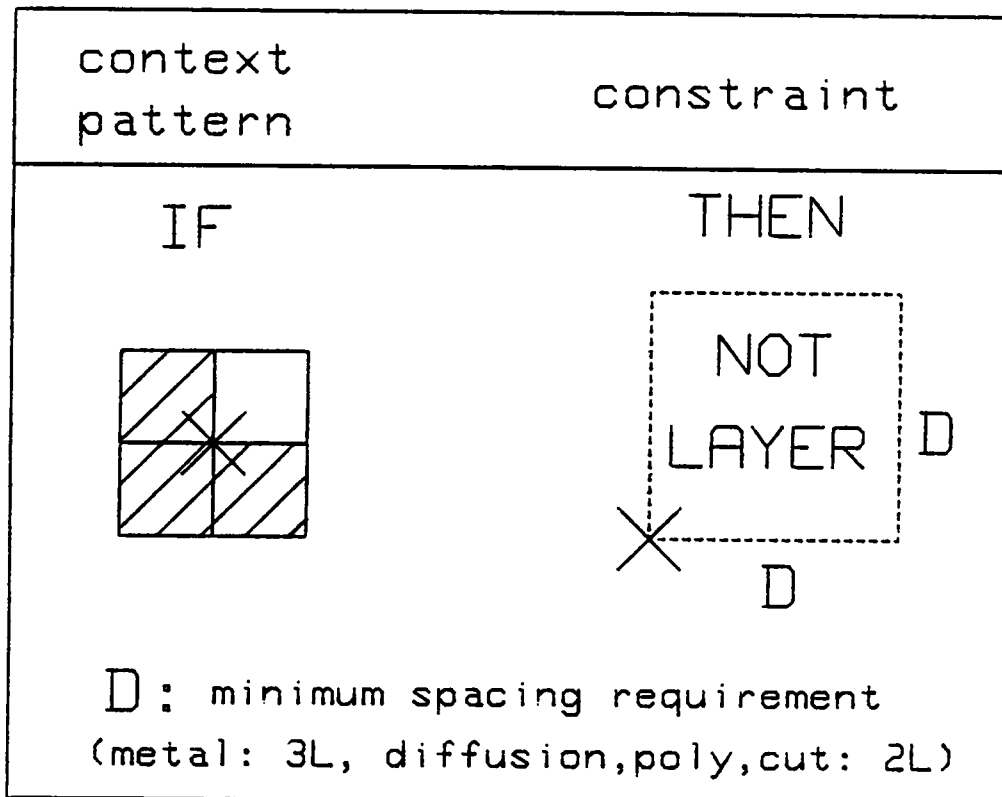 context
pattern
constraint
IF
THEN
NOT
LAYER
D
D
D: minimum spacing requirement
(metal: 3L, diffusion,poly,cut: 2L)